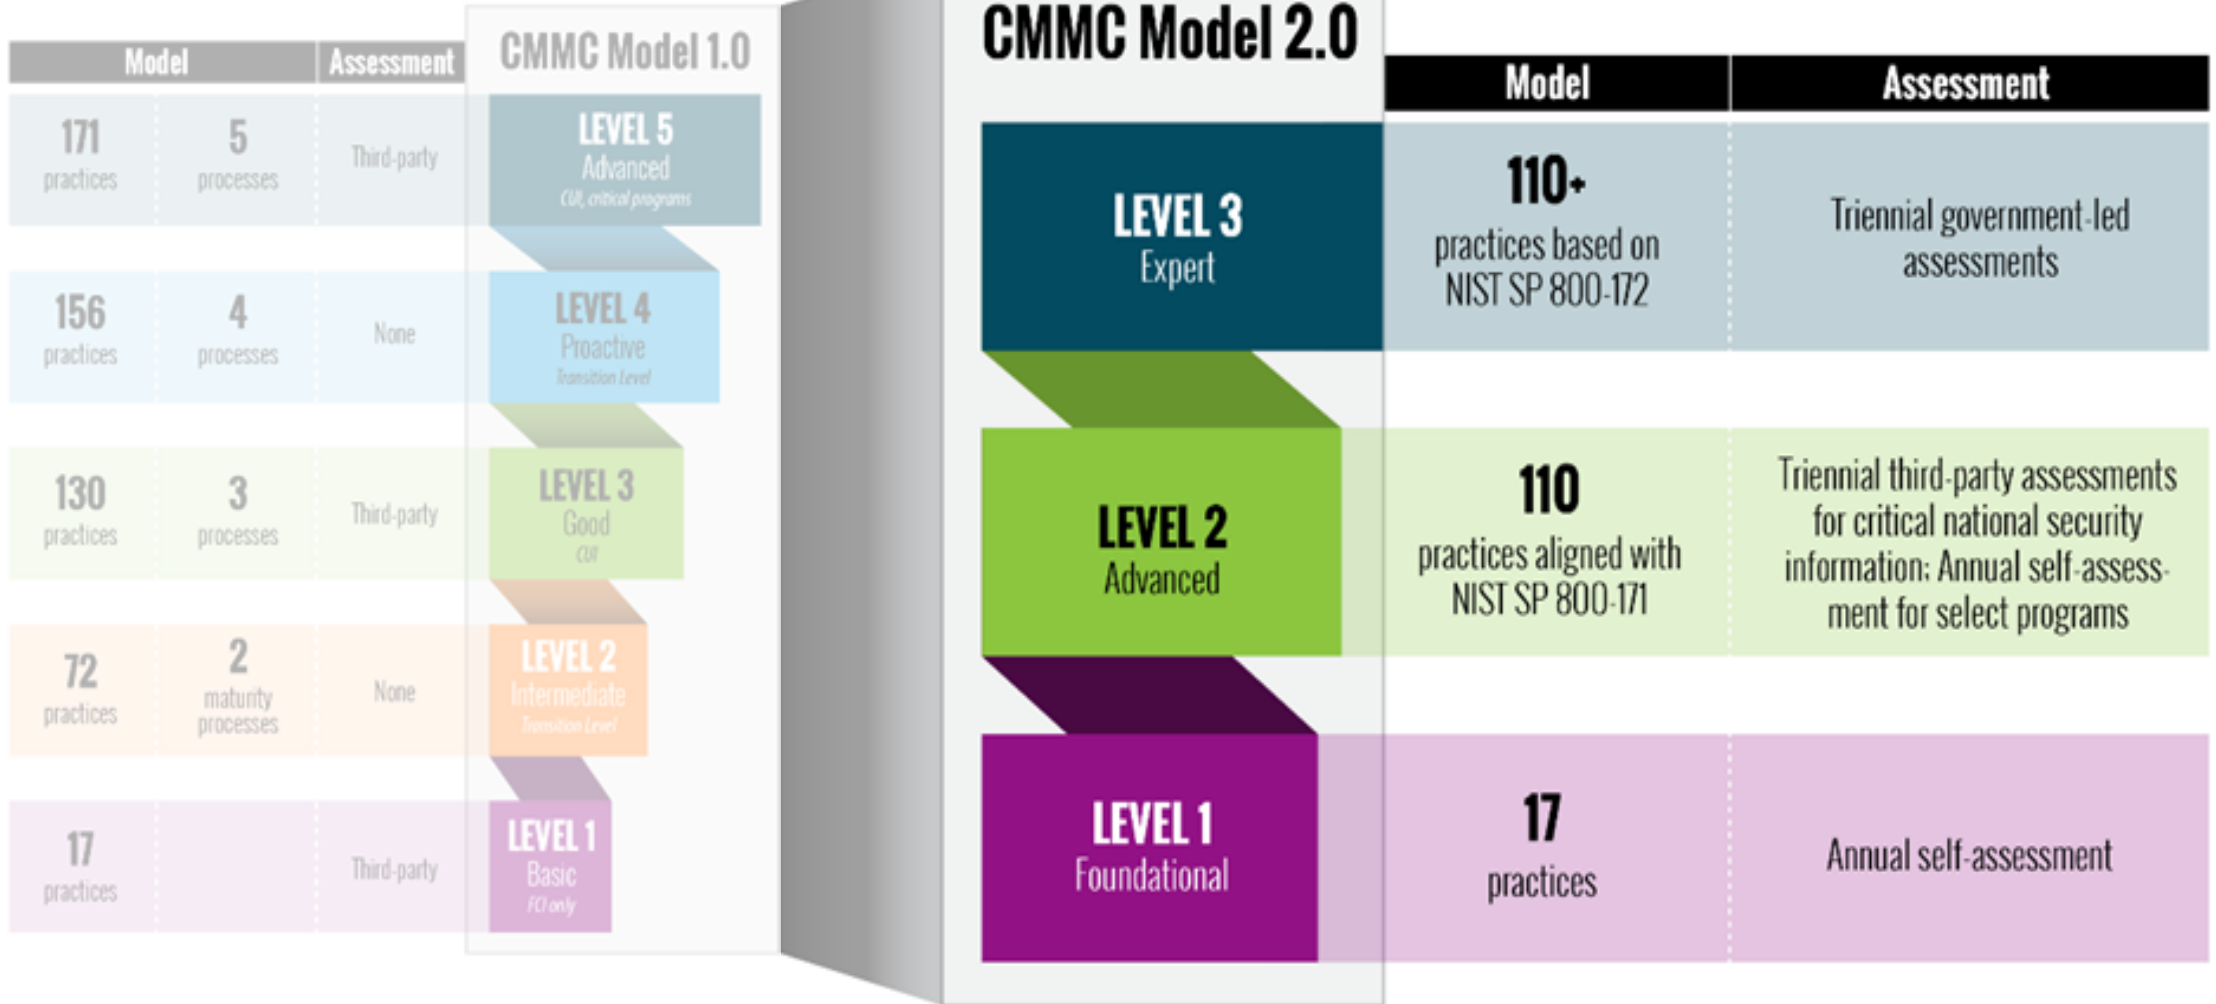 Model
Assessment
CMMC Model 1.0
171
practices
5
processes
Third-party
LEVEL 5
Advanced
CUI, critical programs
156
practices
4
processes
None
LEVEL 4
Proactive
Transition Level
130
practices
3
processes
Third-party
LEVEL 3
Good
CUI
72
practices
2
maturity
processes
None
LEVEL 2
Intermediate
Transition Level
17
practices
Third-party
LEVEL 1
Basic
FCI only
CMMC Model 2.0
Model
Assessment
LEVEL 3
Expert
110+
practices based on
NIST SP 800-172
Triennial government-led
assessments
LEVEL 2
Advanced
110
practices aligned with
NIST SP 800-171
Triennial third-party assessments
for critical national security
information; Annual self-assess-
ment for select programs
LEVEL 1
Foundational
17
practices
Annual self-assessment